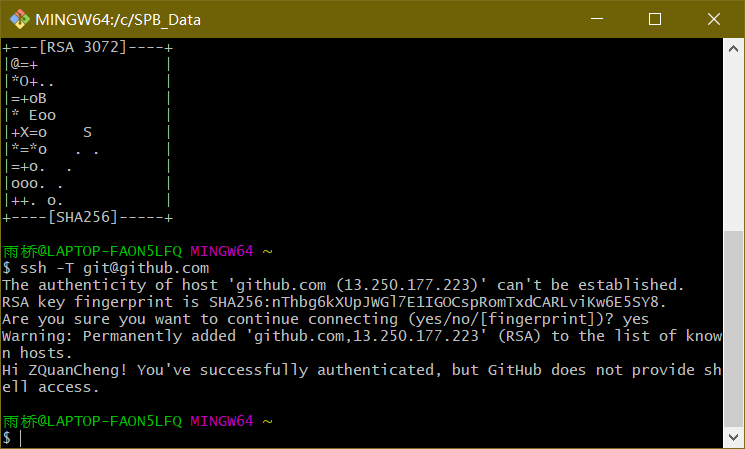 MINGW64:/c/SPB_Data
+---[RSA 3072]----+
|@=+              |
|*O+..            |
|=+oB             |
|* Eoo            |
|+X=o    S        |
|*=*o   . .       |
|=+o.  .          |
|ooo. .           |
|++. o.           |
+----[SHA256]-----+
雨桥@LAPTOP-FAON5LFQ MINGW64 ~
$ ssh -T git@github.com
The authenticity of host 'github.com (13.250.177.223)' can't be established.
RSA key fingerprint is SHA256:nThbg6kXUpJWGl7E1IGOCspRomTxdCARLviKw6E5SY8.
Are you sure you want to continue connecting (yes/no/[fingerprint])? yes
Warning: Permanently added 'github.com,13.250.177.223' (RSA) to the list of know
n hosts.
Hi ZQuanCheng! You've successfully authenticated, but GitHub does not provide sh
ell access.
雨桥@LAPTOP-FAON5LFQ MINGW64 ~
$